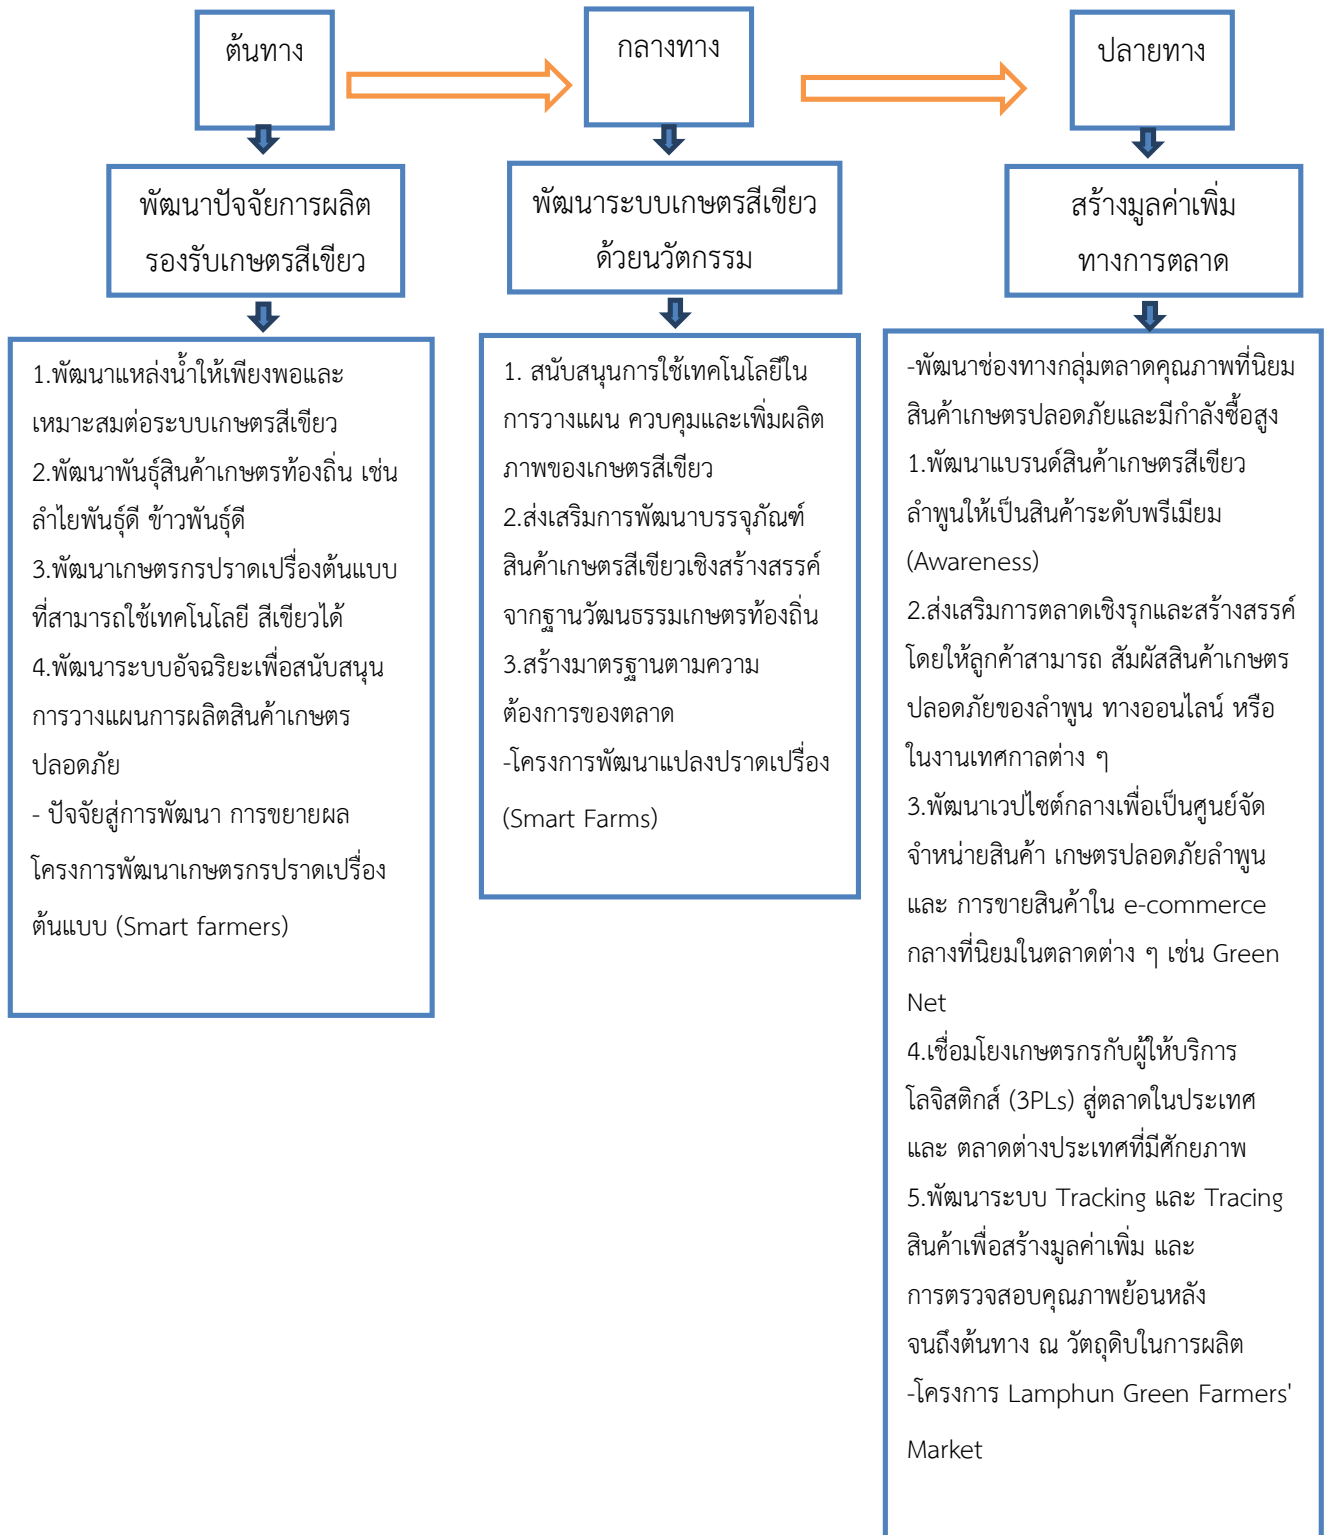 ต้นทาง
กลางทาง
ปลายทาง
พัฒนาปัจจัยการผลิต
รองรับเกษตรสีเขียว
พัฒนาระบบเกษตรสีเขียว
ด้วยนวัตกรรม
สร้างมูลค่าเพิ่ม
ทางการตลาด
1.พัฒนาแหล่งน้ำให้เพียงพอและ
เหมาะสมต่อระบบเกษตรสีเขียว
2.พัฒนาพันธุ์สินค้าเกษตรท้องถิ่น เช่น
ลำไยพันธุ์ดี ข้าวพันธุ์ดี
3.พัฒนาเกษตรกรปราดเปรื่องต้นแบบ
ที่สามารถใช้เทคโนโลยี สีเขียวได้
4.พัฒนาระบบอัจฉริยะเพื่อสนับสนุน
การวางแผนการผลิตสินค้าเกษตร
ปลอดภัย
- ปัจจัยสู่การพัฒนา การขยายผล
โครงการพัฒนาเกษตรกรปราดเปรื่อง
ต้นแบบ (Smart farmers)
1. สนับสนุนการใช้เทคโนโลยีใน
การวางแผน ควบคุมและเพิ่มผลิต
ภาพของเกษตรสีเขียว
2.ส่งเสริมการพัฒนาบรรจุภัณฑ์
สินค้าเกษตรสีเขียวเชิงสร้างสรรค์
จากฐานวัฒนธรรมเกษตรท้องถิ่น
3.สร้างมาตรฐานตามความ
ต้องการของตลาด
-โครงการพัฒนาแปลงปราดเปรื่อง
(Smart Farms)
-พัฒนาช่องทางกลุ่มตลาดคุณภาพที่นิยม
สินค้าเกษตรปลอดภัยและมีกำลังซื้อสูง
1.พัฒนาแบรนด์สินค้าเกษตรสีเขียว
ลำพูนให้เป็นสินค้าระดับพรีเมียม
(Awareness)
2.ส่งเสริมการตลาดเชิงรุกและสร้างสรรค์
โดยให้ลูกค้าสามารถ สัมผัสสินค้าเกษตร
ปลอดภัยของลำพูน ทางออนไลน์ หรือ
ในงานเทศกาลต่าง ๆ
3.พัฒนาเวปไซต์กลางเพื่อเป็นศูนย์จัด
จำหน่ายสินค้า เกษตรปลอดภัยลำพูน
และ การขายสินค้าใน e-commerce
กลางที่นิยมในตลาดต่าง ๆ เช่น Green
Net
4.เชื่อมโยงเกษตรกรกับผู้ให้บริการ
โลจิสติกส์ (3PLs) สู่ตลาดในประเทศ
และ ตลาดต่างประเทศที่มีศักยภาพ
5.พัฒนาระบบ Tracking และ Tracing
สินค้าเพื่อสร้างมูลค่าเพิ่ม และ
การตรวจสอบคุณภาพย้อนหลัง
จนถึงต้นทาง ณ วัตถุดิบในการผลิต
-โครงการ Lamphun Green Farmers'
Market